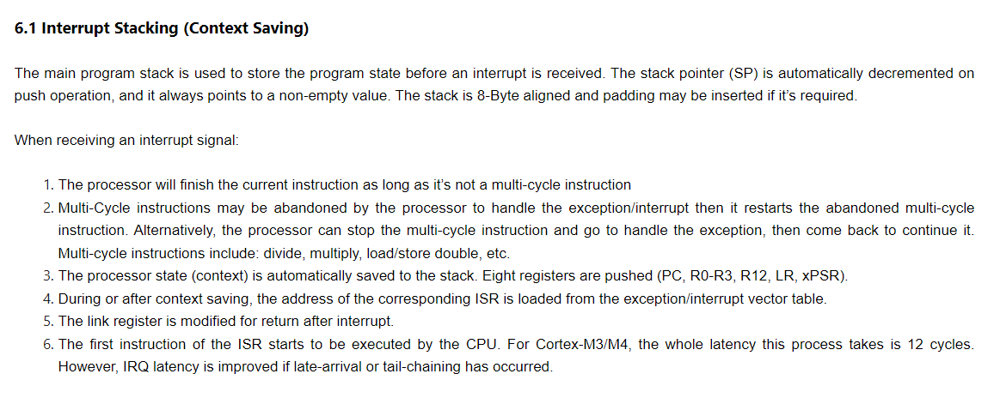 6.1 Interrupt Stacking (Context Saving)
The main program stack is used to store the program state before an interrupt is received. The stack pointer (SP) is automatically decremented on
push operation, and it always points to a non-empty value. The stack is 8-Byte aligned and padding may be inserted if it's required.
When receiving an interrupt signal:
1. The processor will finish the current instruction as long as it's not a multi-cycle instruction
2. Multi-Cycle instructions may be abandoned by the processor to handle the exception/interrupt then it restarts the abandoned multi-cycle
instruction. Alternatively, the processor can stop the multi-cycle instruction and go to handle the exception, then come back to continue it.
Multi-cycle instructions include: divide, multiply, load/store double, etc.
3. The processor state (context) is automatically saved to the stack. Eight registers are pushed (PC, R0-R3, R12, LR, xPSR).
4. During or after context saving, the address of the corresponding ISR is loaded from the exception/interrupt vector table.
5. The link register is modified for return after interrupt.
6. The first instruction of the ISR starts to be executed by the CPU. For Cortex-M3/M4, the whole latency this process takes is 12 cycles.
However, IRQ latency is improved if late-arrival or tail-chaining has occurred.